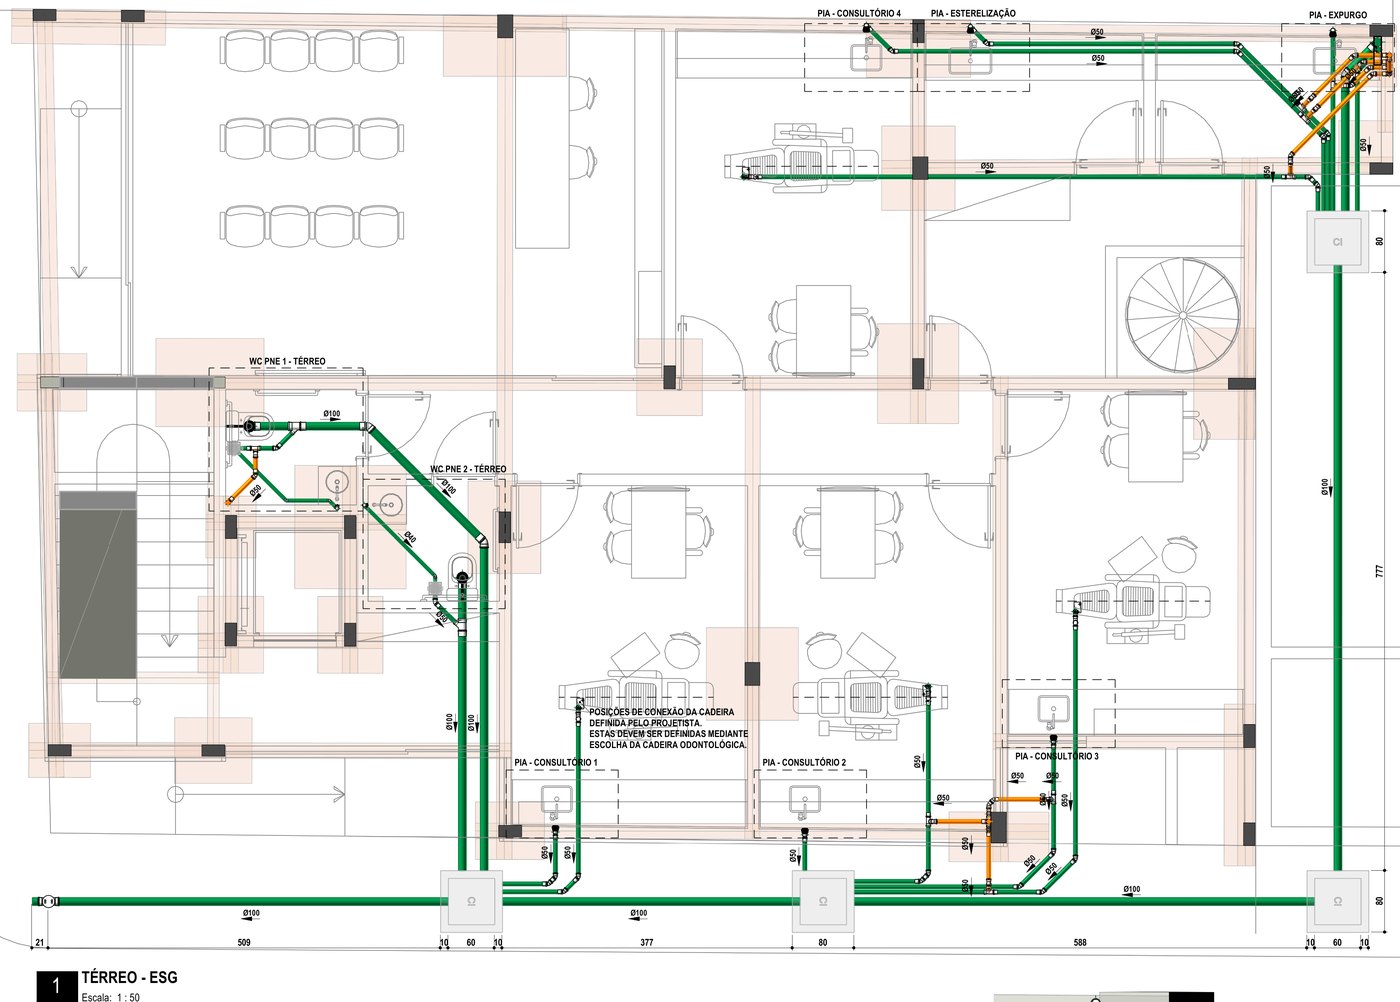 PIA - CONSULTÓRIO 4
PIA - ESTERELIZAÇÃO
PIA - EXPURGO
Ø50
Ø50
Ø50
Ø50
Ø50
Ø50
CI
80
WC PNE 1 - TÉRREO
Ø100
WC PNE 2 - TÉRREO
Ø100
Ø50
Ø100
Ø40
777
Ø50
Ø100
Ø100
POSIÇÕES DE CONEXÃO DA CADEIRA
DEFINIDA PELO PROJETISTA.
ESTAS DEVEM SER DEFINIDAS MEDIANTE
ESCOLHA DA CADEIRA ODONTOLÓGICA.
PIA - CONSULTÓRIO 1
PIA - CONSULTÓRIO 2
PIA - CONSULTÓRIO 3
Ø50
Ø50
Ø50
Ø50
Ø50
Ø50
Ø50
Ø50
Ø50
Ø50
Ø50
Ø50
Ø50
CI
CI
CI
80
Ø100
Ø100
Ø100
21
509
10
60
10
377
80
588
10
60
10
1
TÉRREO - ESG
Escala: 1 : 50